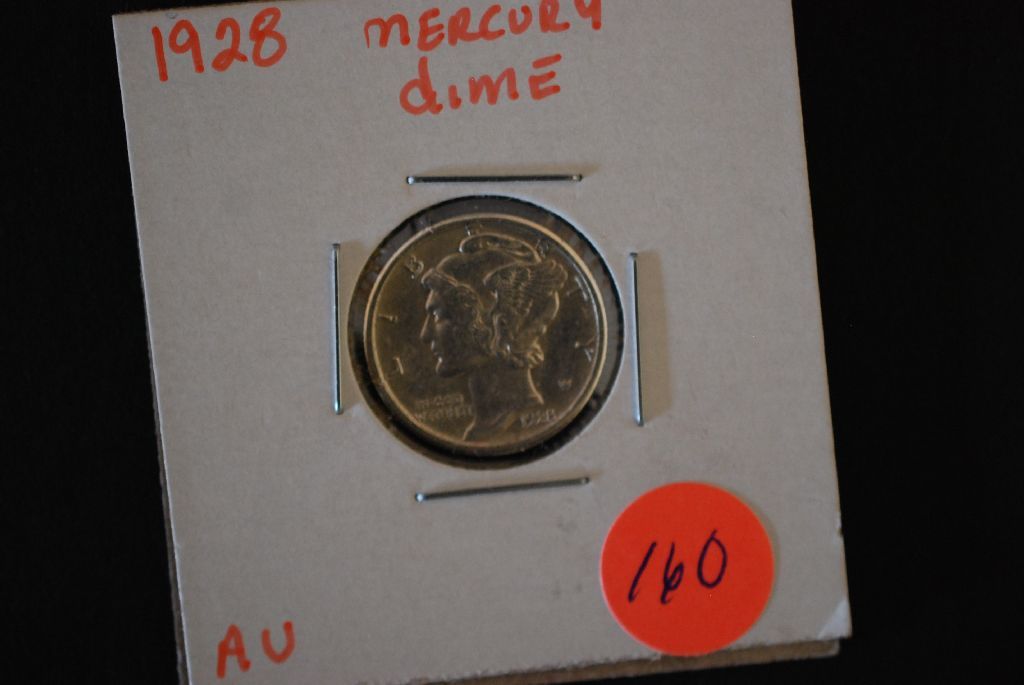 1928 MERCURY
dimE
LIBERTY
IN GOD
WE TRUST
1928
W
160
AU